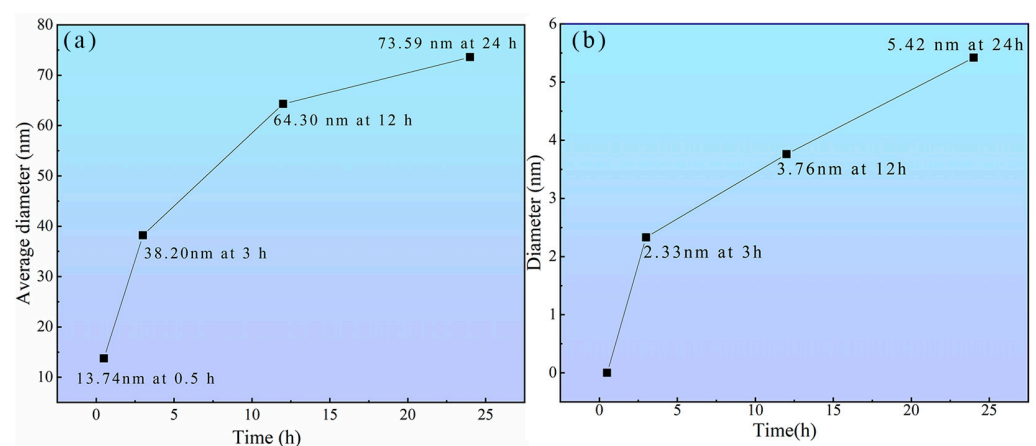 (a)
80
70
60
50
40
30
20
10
0
5
10
15
20
25
Average diameter (nm)
Time (h)
73.59 nm at 24 h
64.30 nm at 12 h
38.20nm at 3 h
13.74nm at 0.5 h
(b)
6
5
4
3
2
1
0
0
5
10
15
20
25
Diameter (nm)
Time(h)
5.42 nm at 24h
3.76nm at 12h
2.33nm at 3h